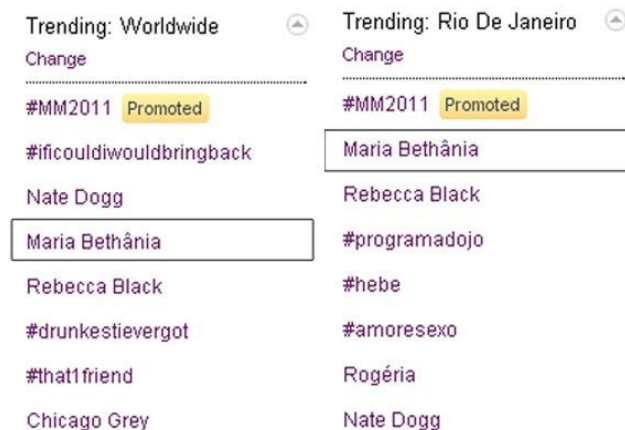 Trending: Worldwide
Change
#MM2011 Promoted
#ificouldiwouldbringback
Nate Dogg
Maria Bethânia
Rebecca Black
#drunkestievergot
#that1friend
Chicago Grey
Trending: Rio De Janeiro
Change
#MM2011 Promoted
Maria Bethânia
Rebecca Black
#programadojo
#hebe
#amoresexo
Rogéria
Nate Dogg